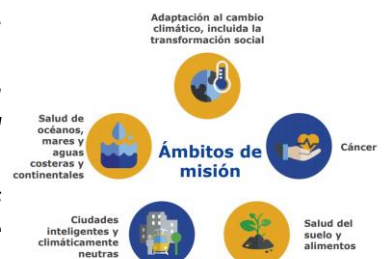 Adaptación al cambio
climático, incluida la
transformación social
Salud de
océanos,
mares y
aguas
costeras y
continentales
Ámbitos de
misión
Cáncer
Ciudades
inteligentes y
climáticamente
neutras
Salud del
suelo y
alimentos